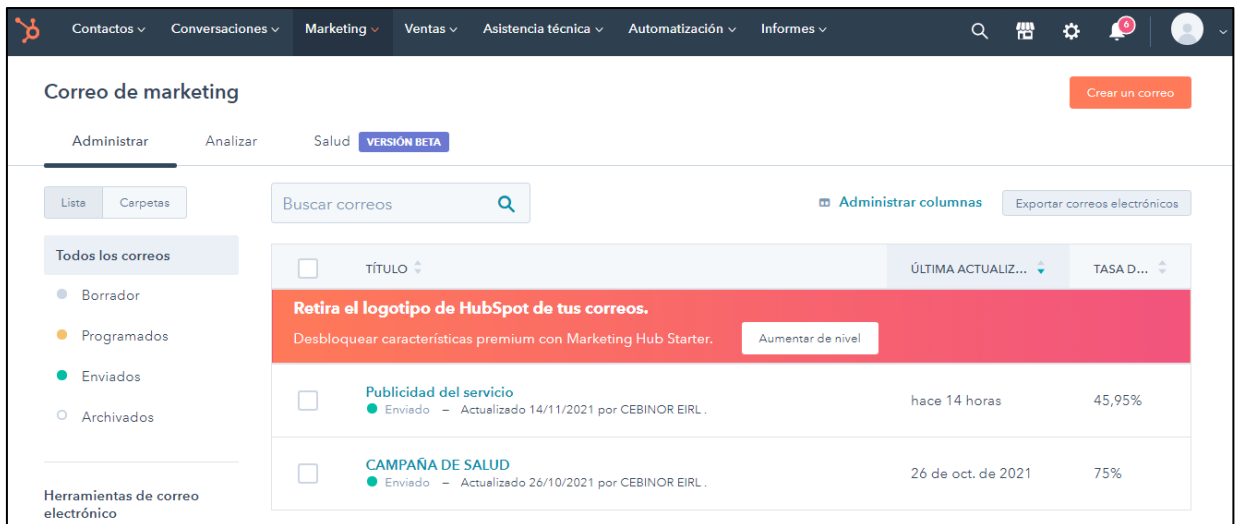 Contactos Conversaciones Marketing Ventas Asistencia técnica Automatización Informes 6
Correo de marketing
Crear un correo
Administrar Analizar Salud VERSIÓN BETA
Lista Carpetas
Buscar correos
Administrar columnas
Exportar correos electrónicos
Todos los correos
Borrador
Programados
Enviados
Archivados
Herramientas de correo
electrónico
TÍTULO ÚLTIMA ACTUALIZ... TASA D...
Retira el logotipo de HubSpot de tus correos.
Desbloquear características premium con Marketing Hub Starter. Aumentar de nivel
Publicidad del servicio
Enviado – Actualizado 14/11/2021 por CEBINOR EIRL .
hace 14 horas 45,95%
CAMPAÑA DE SALUD
Enviado – Actualizado 26/10/2021 por CEBINOR EIRL .
26 de oct. de 2021 75%